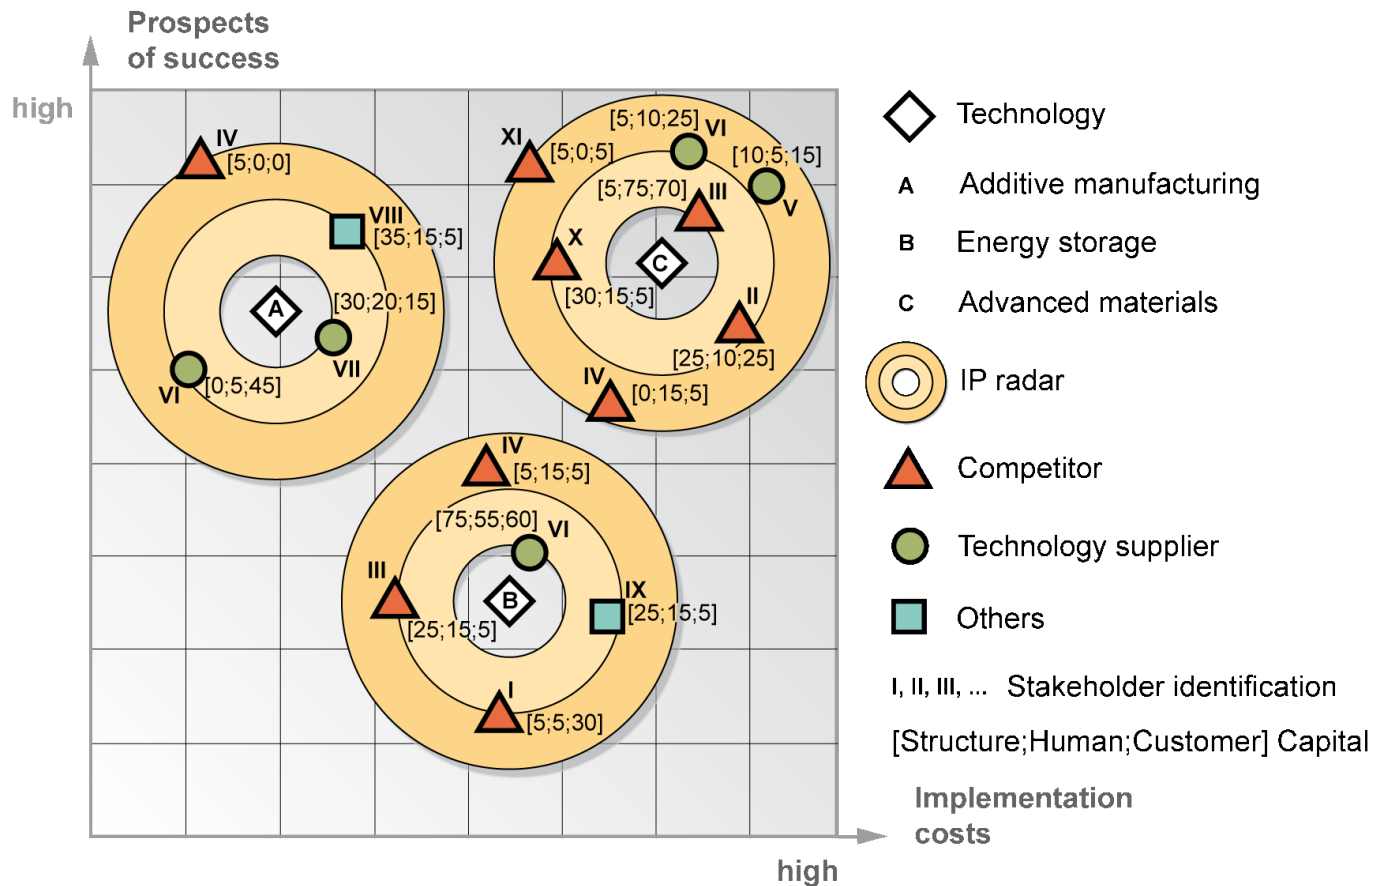 Prospects
of success
high
IV
[5;0;0]
VIII
[35;15;5]
A
[30;20;15]
VII
VI
[0;5;45]
XI
[5;0;5]
[5;10;25]
VI
[10;5;15]
V
[5;75;70]
III
X
[30;15;5]
C
II
[25;10;25]
IV
[0;15;5]
IV
[5;15;5]
[75;55;60]
VI
III
[25;15;5]
B
IX
[25;15;5]
I
[5;5;30]
Technology
A Additive manufacturing
B Energy storage
C Advanced materials
IP radar
Competitor
Technology supplier
Others
I, II, III, ... Stakeholder identification
[Structure;Human;Customer] Capital
Implementation
costs
high